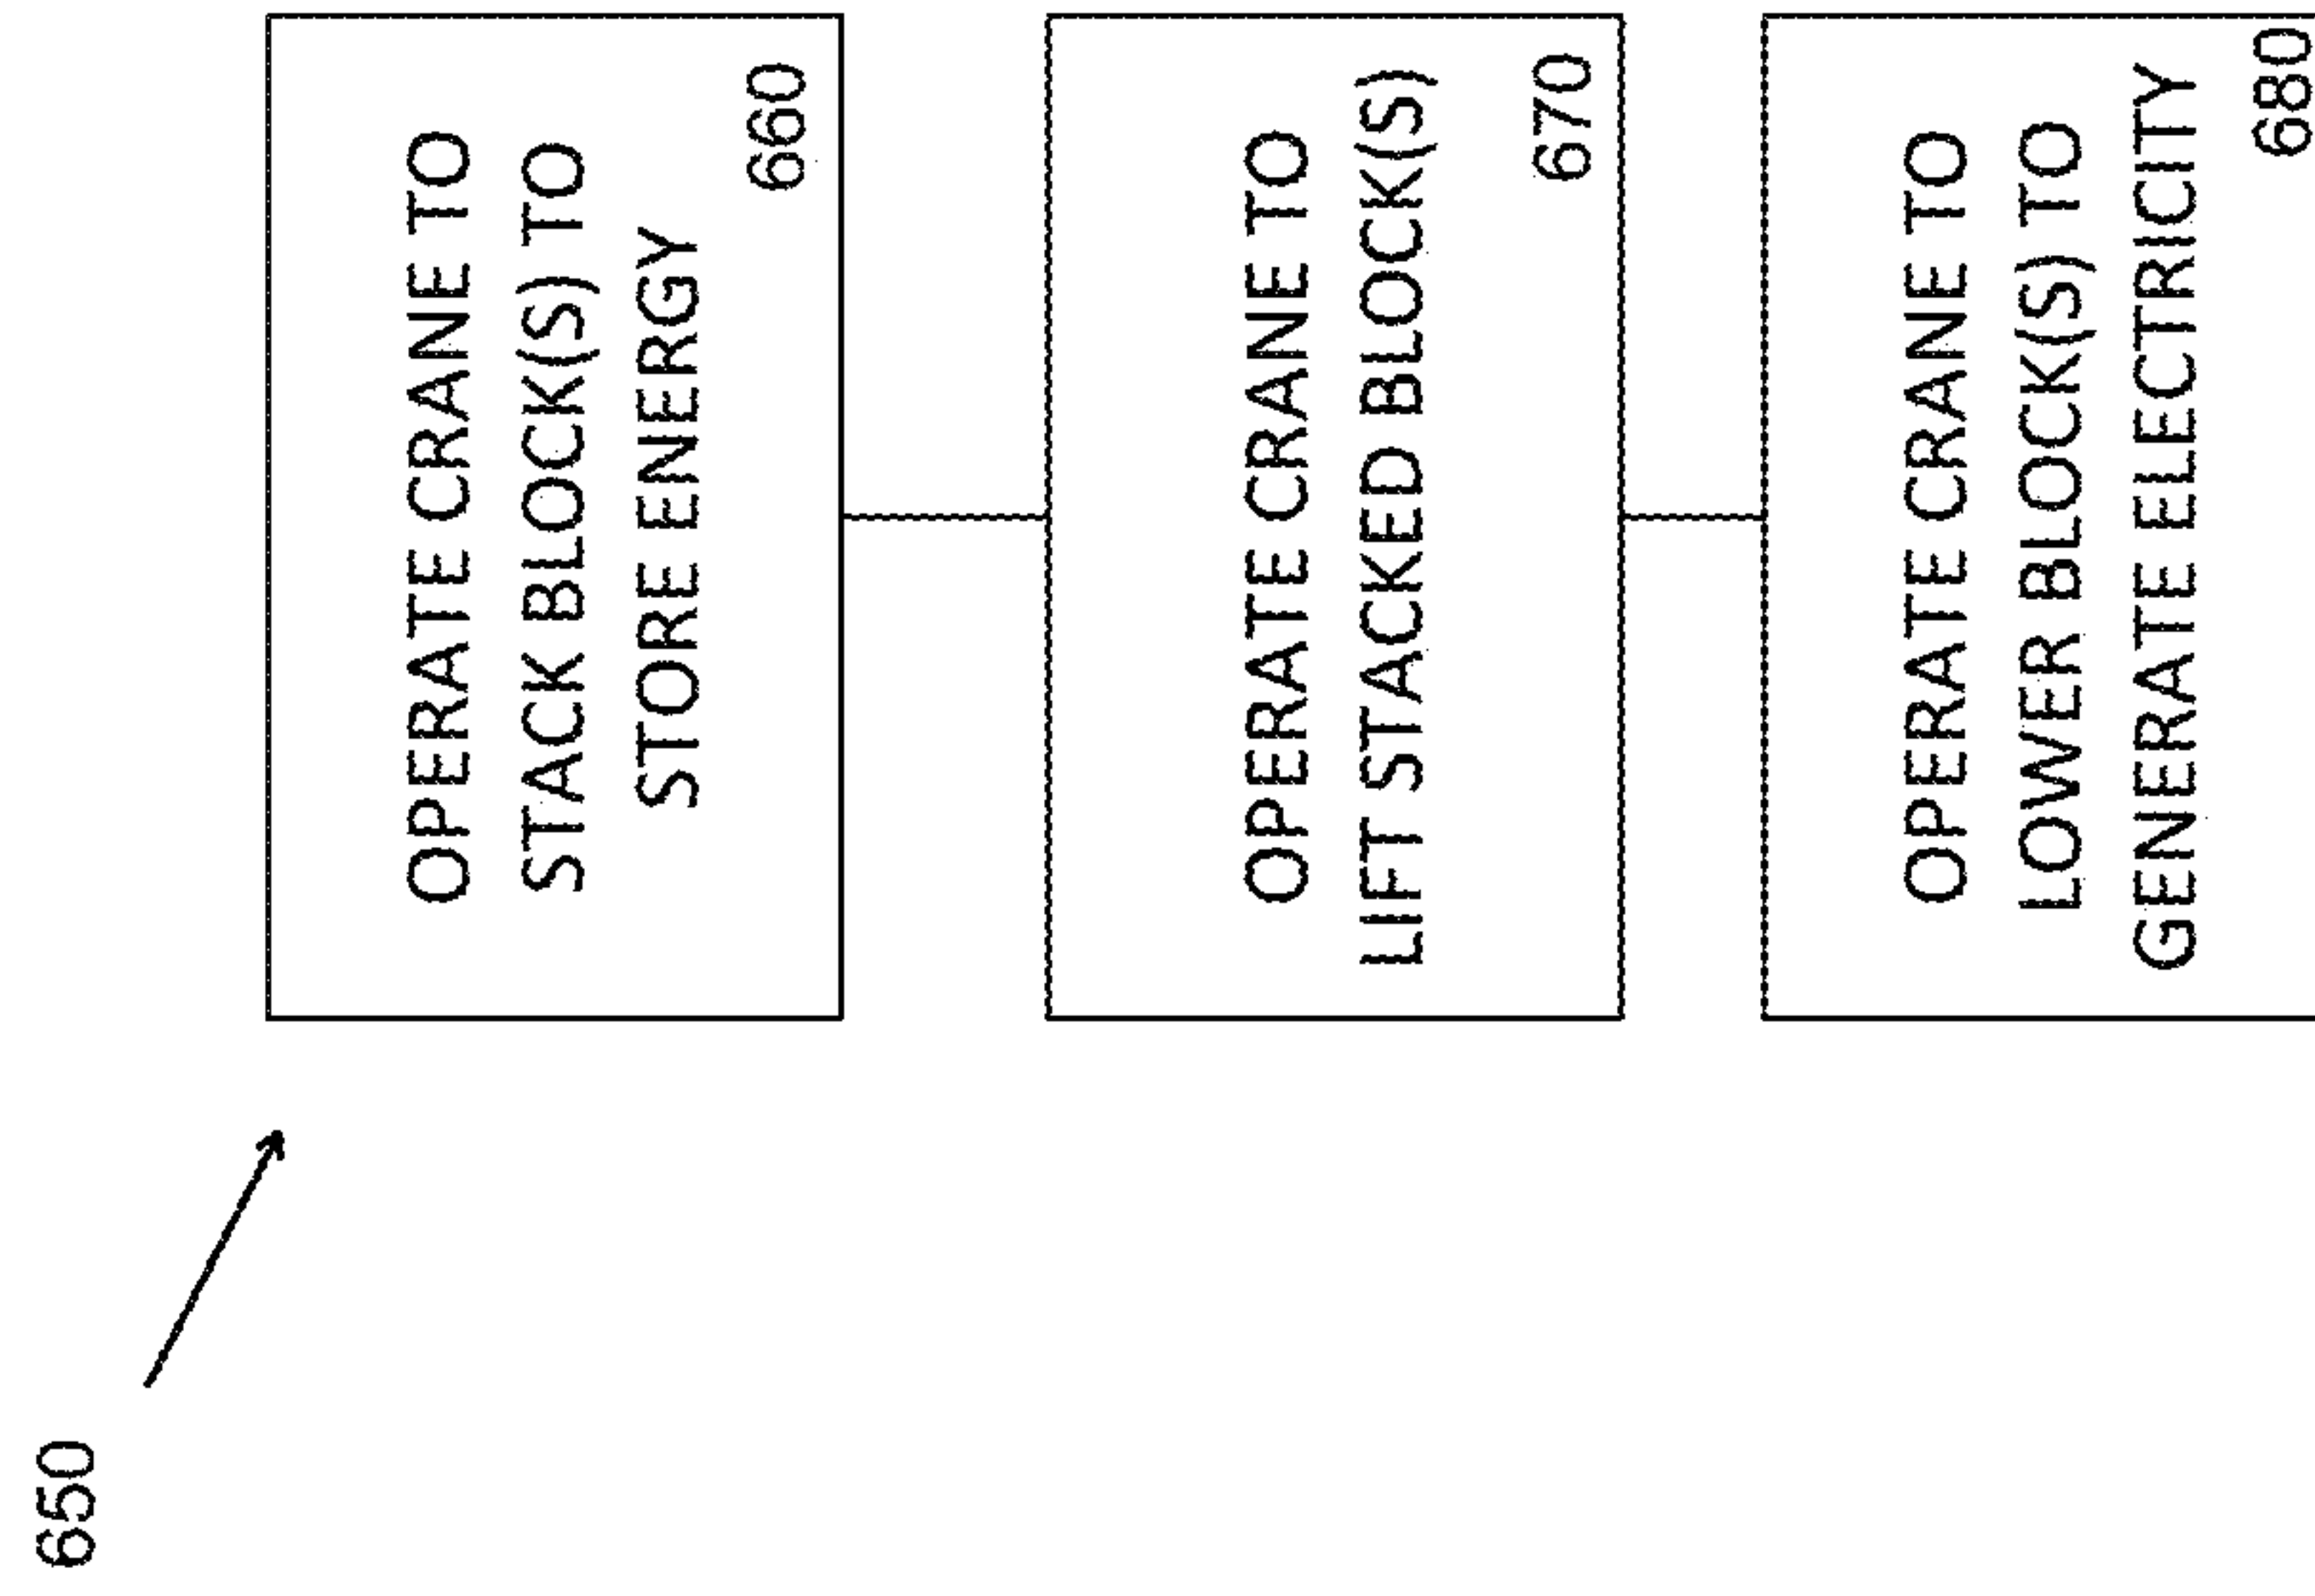 650
OPERATE CRANE TO
STACK BLOCK(S) TO
STORE ENERGY
660
OPERATE CRANE TO
LIFT STACKED BLOCK(S)
670
OPERATE CRANE TO
LOWER BLOCK(S) TO
GENERATE ELECTRICITY
680